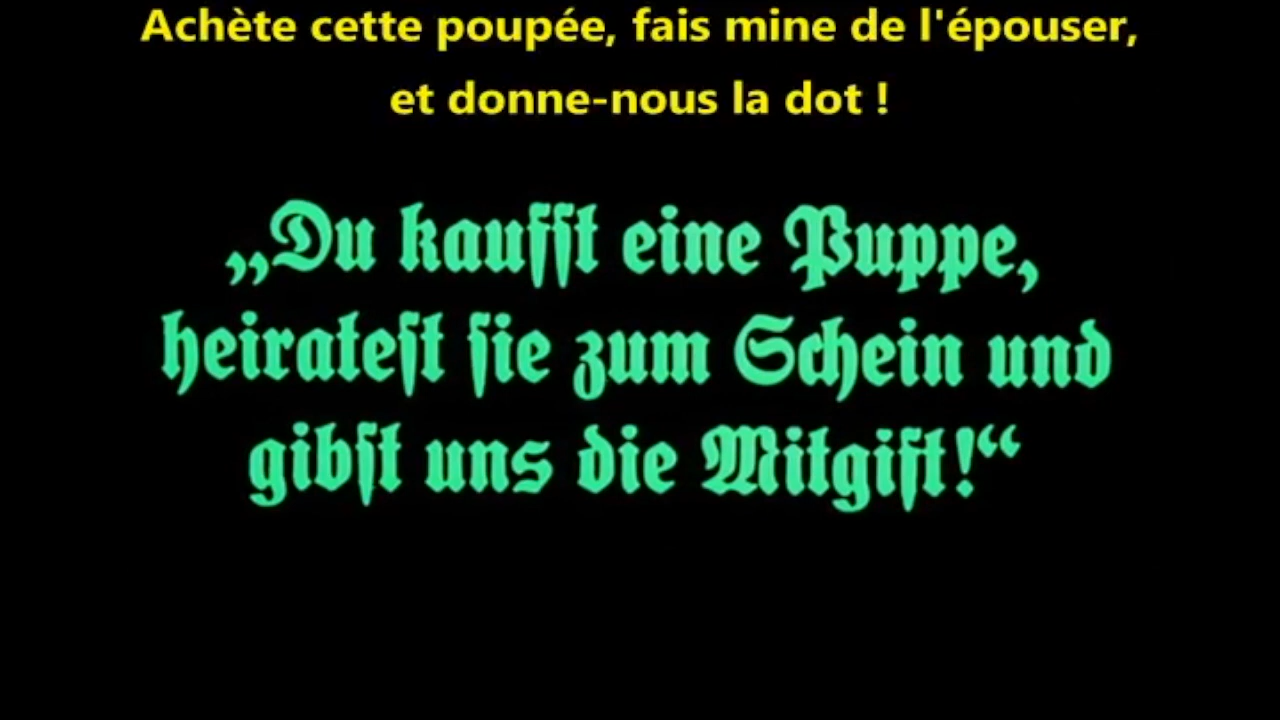 Achète cette poupée, fais mine de l'épouser,
et donne-nous la dot !
„Du kaufſt eine Puppe,
heirateſt ſie zum Schein und
gibſt uns die Mitgift!“